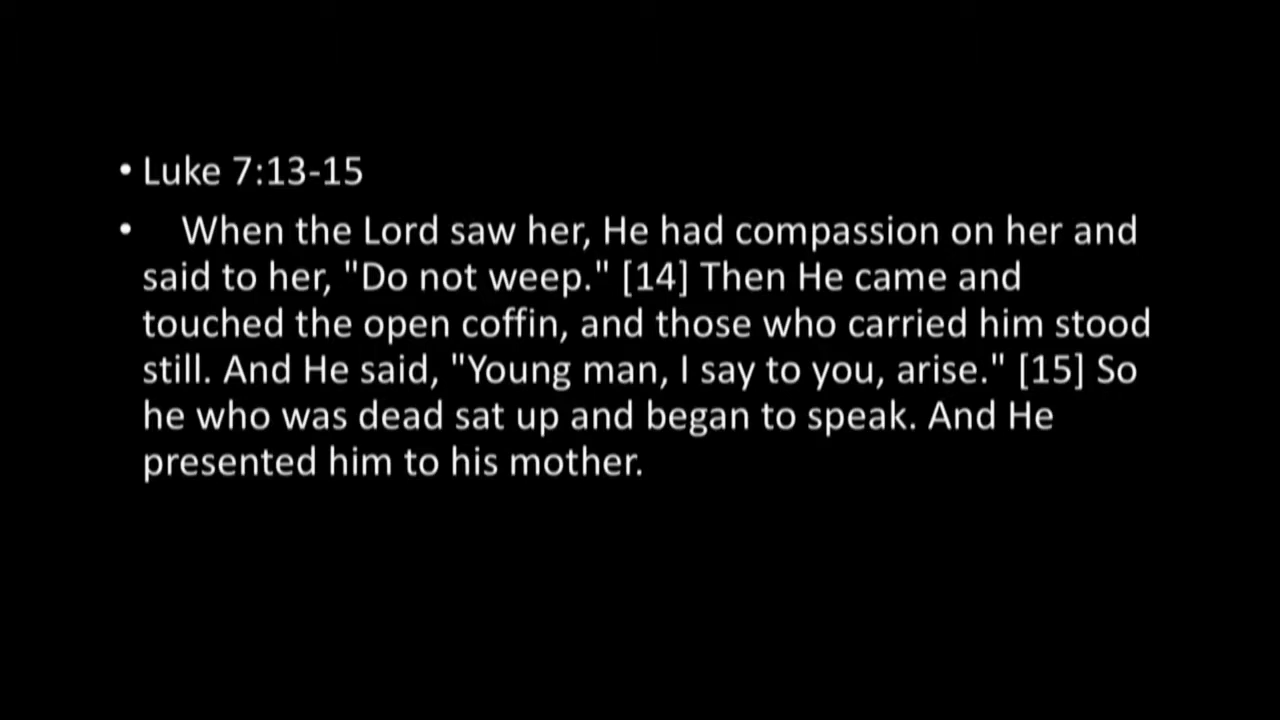 • Luke 7:13-15
• When the Lord saw her, He had compassion on her and
said to her, "Do not weep." [14] Then He came and
touched the open coffin, and those who carried him stood
still. And He said, "Young man, I say to you, arise." [15] So
he who was dead sat up and began to speak. And He
presented him to his mother.